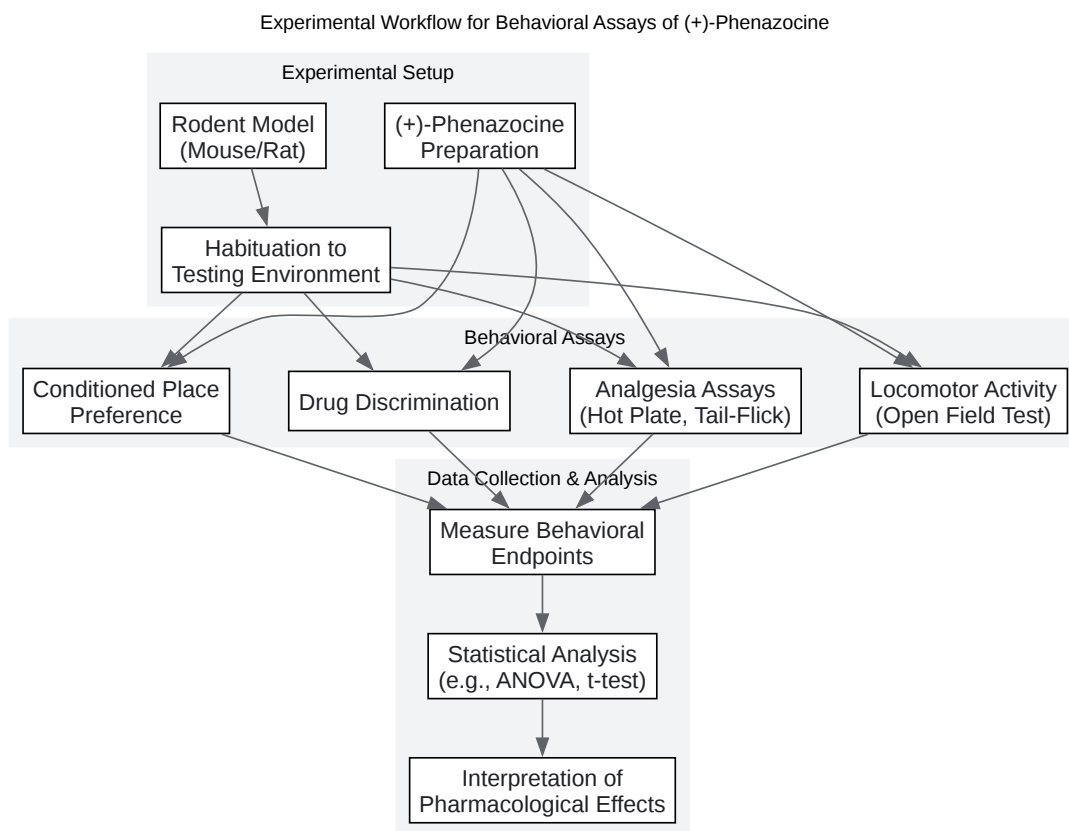 Experimental Workflow for Behavioral Assays of (+)-Phenazocine
Experimental Setup
Rodent Model
(Mouse/Rat)
(+)-Phenazocine
Preparation
Habituation to
Testing Environment
Behavioral Assays
Conditioned Place
Preference
Drug Discrimination
Analgesia Assays
(Hot Plate, Tail-Flick)
Locomotor Activity
(Open Field Test)
Data Collection & Analysis
Measure Behavioral
Endpoints
Statistical Analysis
(e.g., ANOVA, t-test)
Interpretation of
Pharmacological Effects